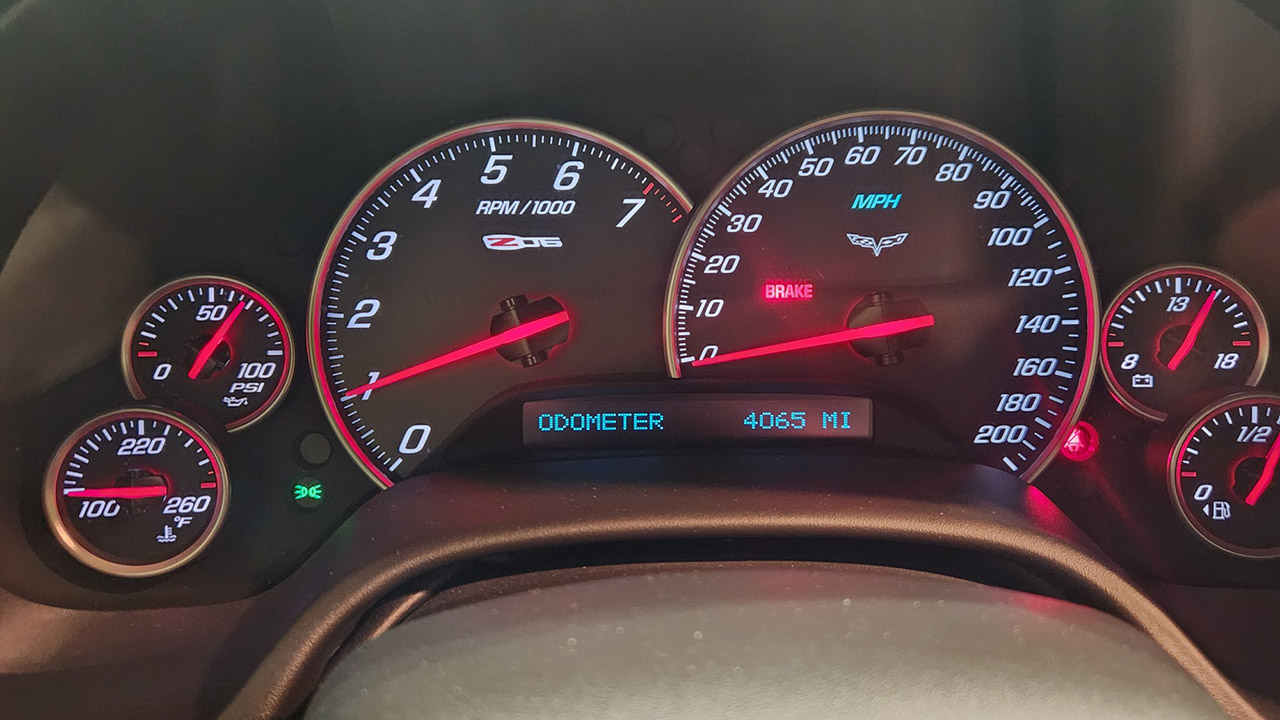 0 1 2 3 4 5 6 7
RPM/1000
Z06
0 10 20 30 40 50 60 70 80 90 100 120 140 160 180 200
MPH
BRAKE
0 50 100
PSI
100 220 260
°F
8 13 18
0 1/2
ODOMETER 4065 MI